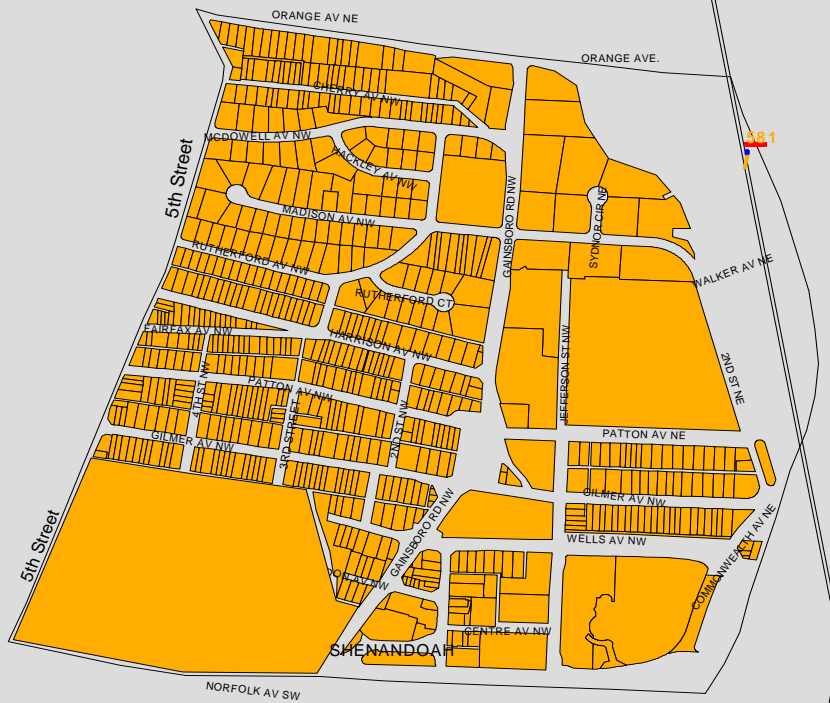 ORANGE AV NE
ORANGE AVE.
CHERRY AV NW
581
MCDOWELL AV NW
HACKLEY AV NW
5th Street
MADISON AV NW
GAINSBORO RD NW
SYDNOR CIR NE
RUTHERFORD AV NW
WALKER AV NE
RUTHERFORD CT
FAIRFAX AV NW
HARRISON AV NW
JEFFERSON ST NW
2ND ST NE
4TH ST NW
PATTON AV NW
3RD STREET
2ND ST NW
PATTON AV NE
GILMER AV NW
GILMER AV NW
GAINSBORO RD NW
5th Street
WELLS AV NW
COMMONWEALTH AV NE
DON AV NW
CENTRE AV NW
SHENANDOAH
NORFOLK AV SW